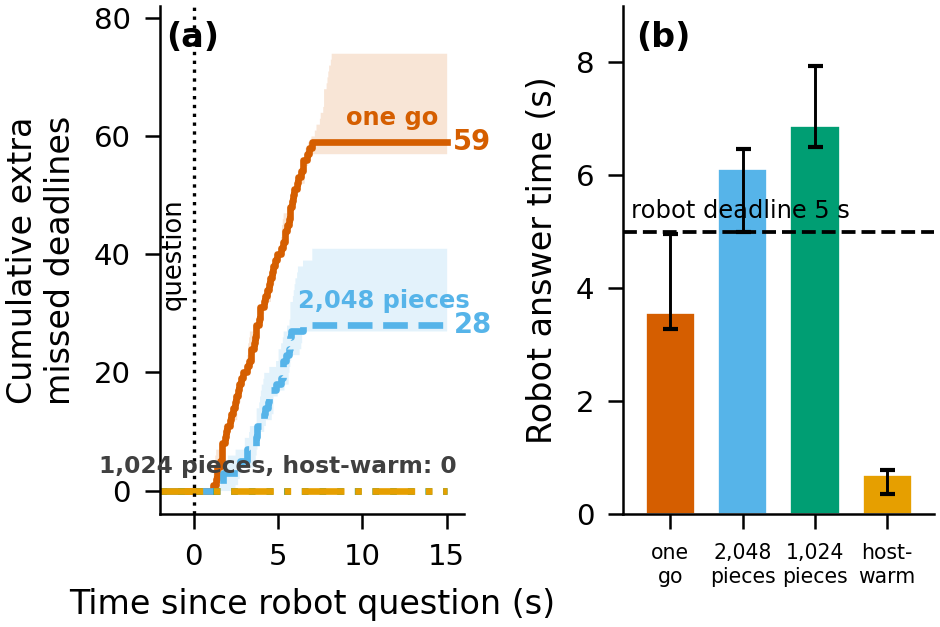 (a)
80
60
40
20
0
Cumulative extra
missed deadlines
question
one go
59
2,048 pieces
28
1,024 pieces, host-warm: 0
0
5
10
15
Time since robot question (s)
(b)
8
6
4
2
0
Robot answer time (s)
robot deadline 5 s
one
go
2,048
pieces
1,024
pieces
host-
warm